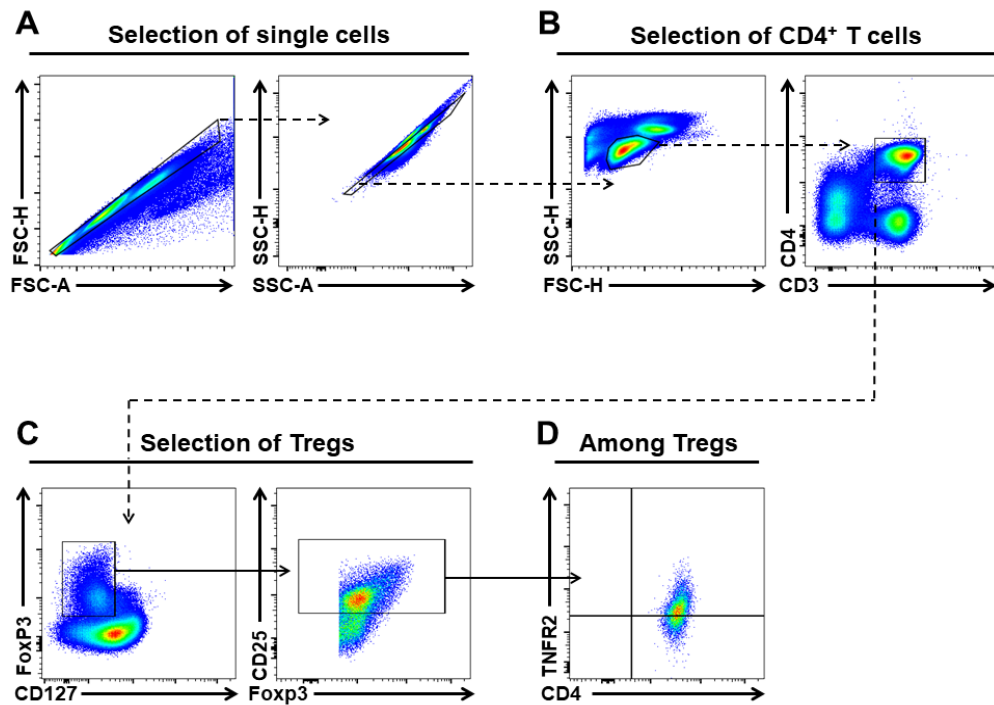 A
Selection of single cells
B
Selection of CD4⁺ T cells
FSC-H
FSC-A
SSC-H
SSC-A
SSC-H
FSC-H
CD4
CD3
C
Selection of Tregs
D
Among Tregs
FoxP3
CD127
CD25
Foxp3
TNFR2
CD4